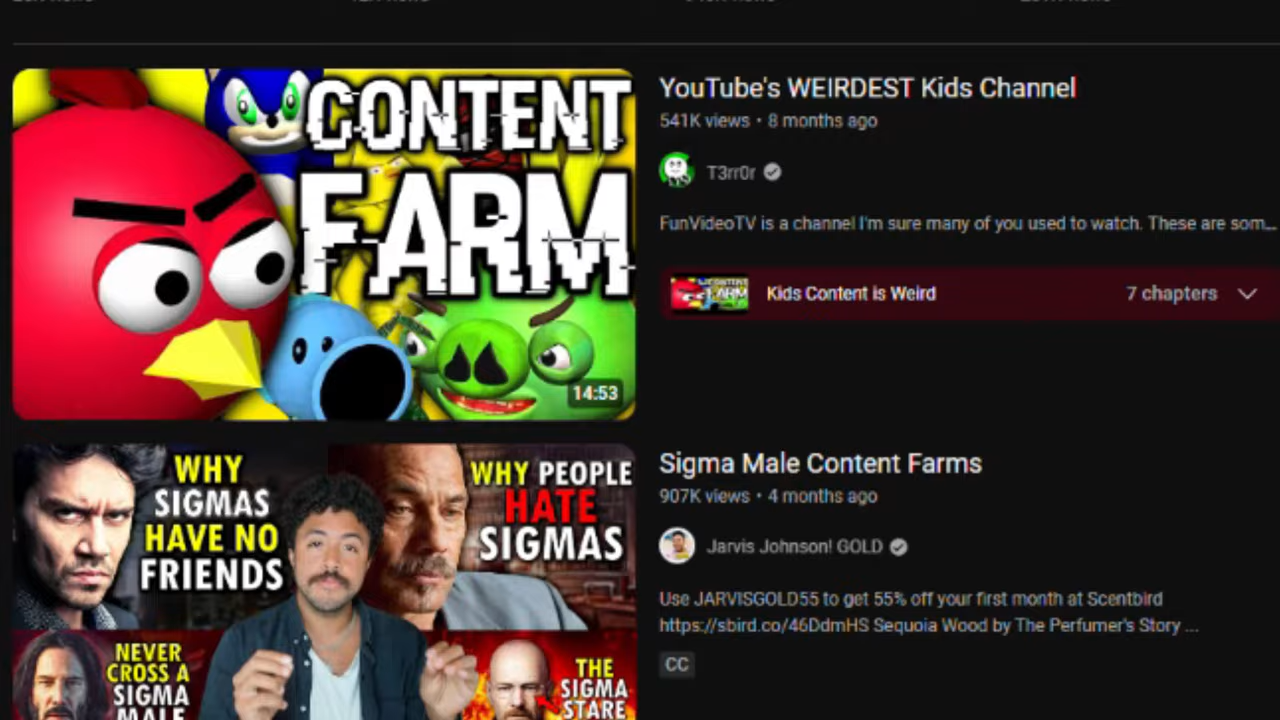 CONTENT
FARM
14:53
YouTube's WEIRDEST Kids Channel
541K views • 8 months ago
T3rr0r
FunVideoTV is a channel I'm sure many of you used to watch. These are som...
Kids Content is Weird
7 chapters
WHY
SIGMAS
HAVE NO
FRIENDS
WHY PEOPLE
HATE
SIGMAS
NEVER
CROSS A
SIGMA
MALE
THE
SIGMA
STARE
Sigma Male Content Farms
907K views • 4 months ago
Jarvis Johnson! GOLD
Use JARVISGOLD55 to get 55% off your first month at Scentbird
https://sbird.co/46DdmHS Sequoia Wood by The Perfumer's Story ...
CC